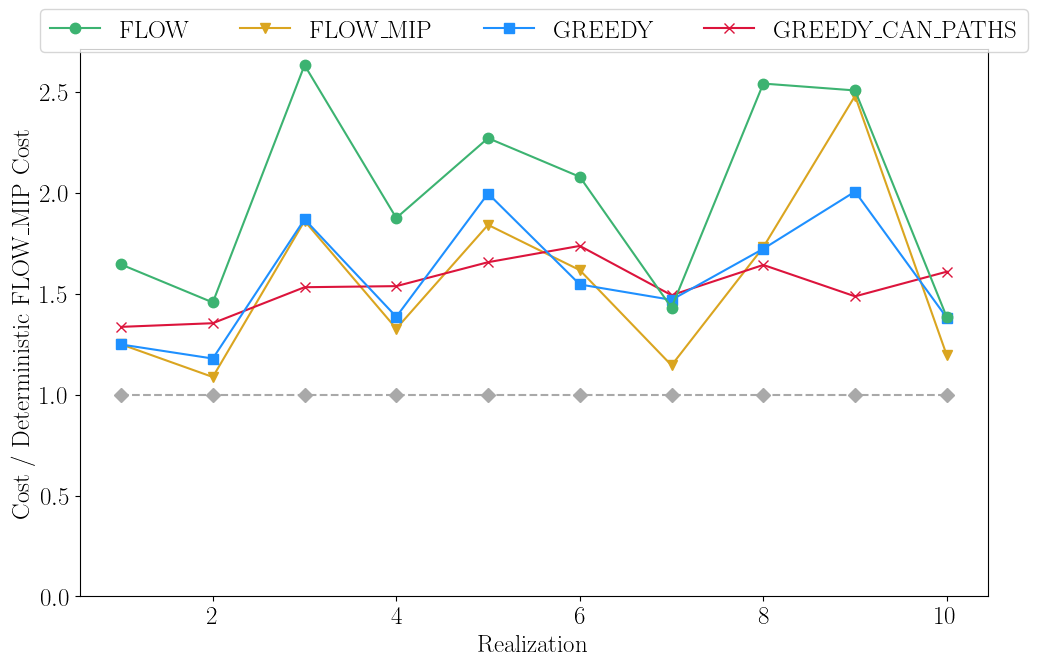 FLOW FLOW_MIP GREEDY GREEDY_CAN_PATHS
Cost / Deterministic FLOW_MIP Cost
2.5
2.0
1.5
1.0
0.5
0.0
2 4 6 8 10
Realization